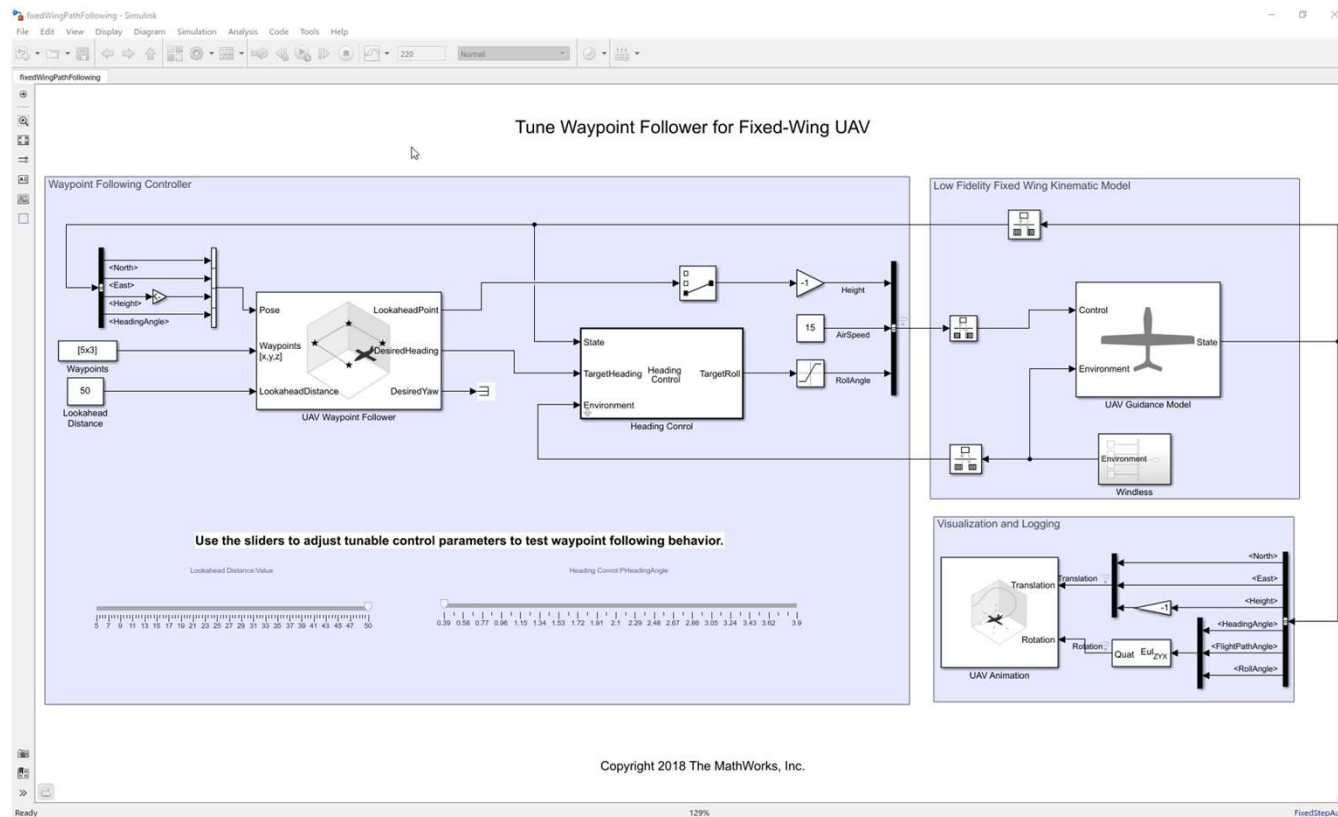 fixedWingPathFollowing - Simulink
File Edit View Display Diagram Simulation Analysis Code Tools Help
220
Normal
fixedWingPathFollowing
Tune Waypoint Follower for Fixed-Wing UAV
Waypoint Following Controller
<North>
<East>
<Height>
<HeadingAngle>
[5x3]
Waypoints
50
Lookahead
Distance
Pose
Waypoints
[x,y,z]
LookaheadDistance
LookaheadPoint
DesiredHeading
DesiredYaw
UAV Waypoint Follower
State
TargetHeading
Environment
Heading
Control
TargetRoll
Heading Conrol
-1
Height
15
AirSpeed
RollAngle
Low Fidelity Fixed Wing Kinematic Model
Control
Environment
State
UAV Guidance Model
Environment
Windless
Use the sliders to adjust tunable control parameters to test waypoint following behavior.
Lookahead Distance:Value
5 7 9 11 13 15 17 19 21 23 25 27 29 31 33 35 37 39 41 43 45 47 50
Heading Conrol:PHeadingAngle
0.39 0.58 0.77 0.96 1.15 1.34 1.53 1.72 1.91 2.1 2.29 2.48 2.67 2.86 3.05 3.24 3.43 3.62 3.9
Visualization and Logging
Translation
Rotation
UAV Animation
Translation
Rotation
-1
Quat Eul ZYX
<North>
<East>
<Height>
<HeadingAngle>
<FlightPathAngle>
<RollAngle>
Copyright 2018 The MathWorks, Inc.
Ready
129%
FixedStepAu